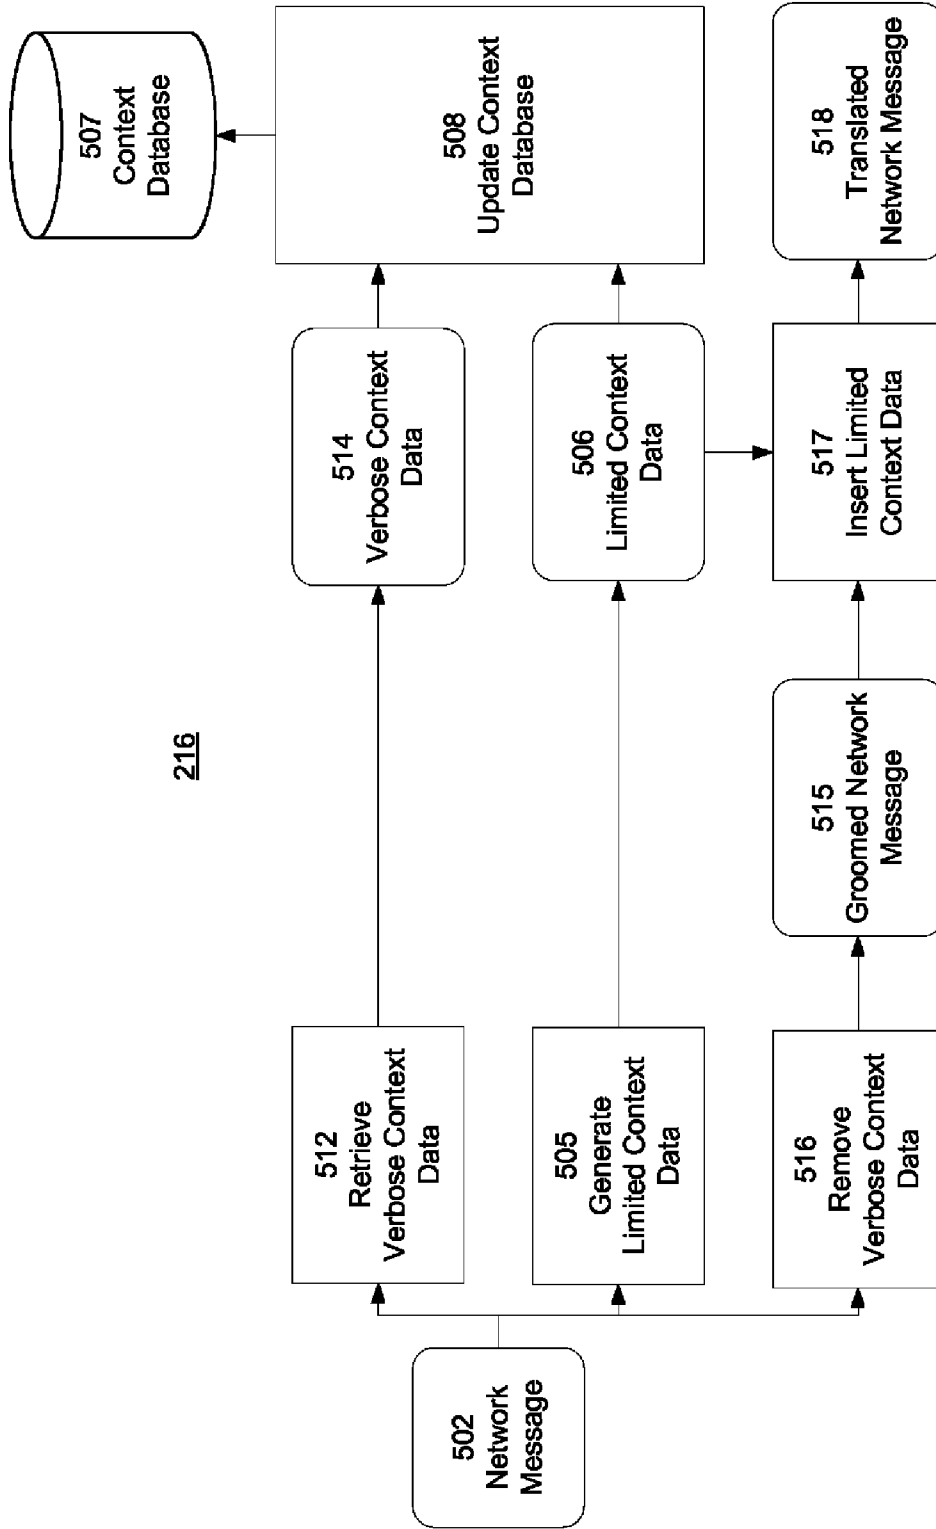 216
502
Network
Message
512
Retrieve
Verbose Context
Data
514
Verbose Context
Data
508
Update Context
Database
507
Context
Database
505
Generate
Limited Context
Data
506
Limited Context
Data
516
Remove
Verbose Context
Data
515
Groomed Network
Message
517
Insert Limited
Context Data
518
Translated
Network Message